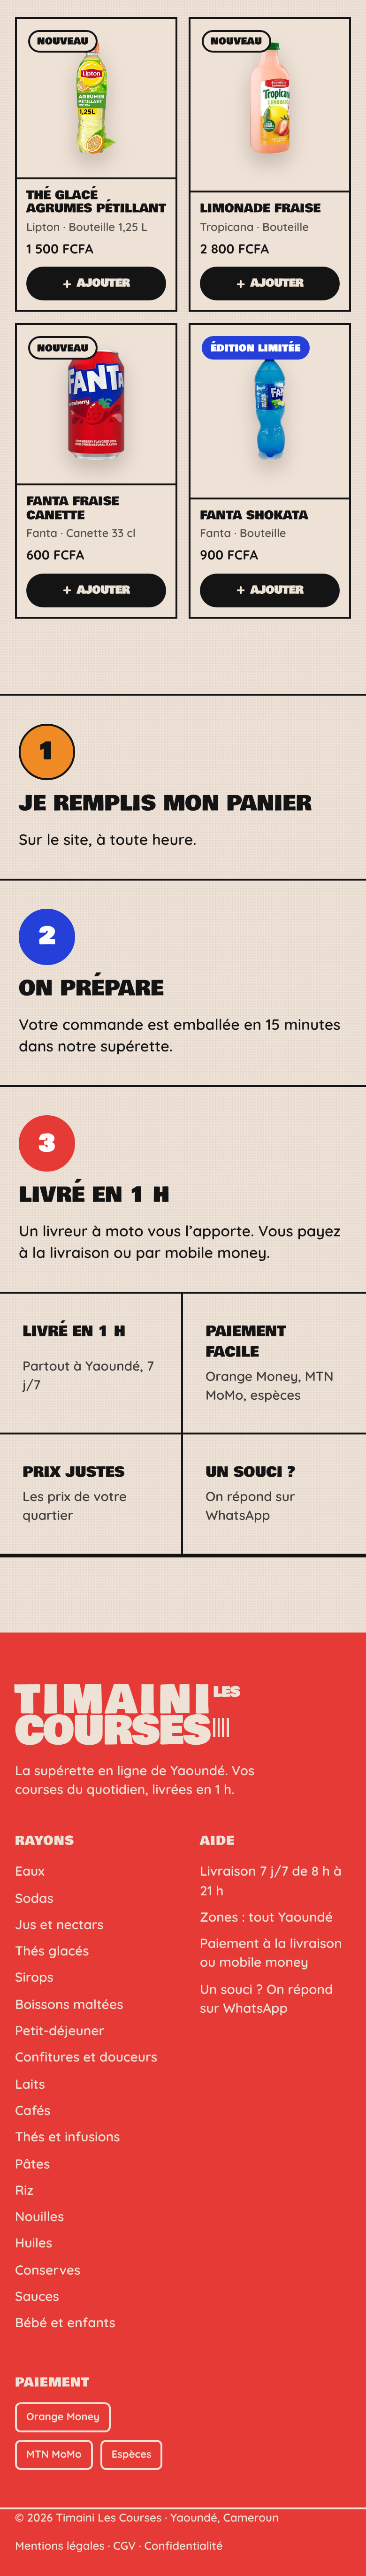 NOUVEAU
Lipton
AGRUMES
PÉTILLANT
1,25L
THÉ GLACÉ
AGRUMES PÉTILLANT
Lipton · Bouteille 1,25 L
1 500 FCFA
+ AJOUTER
NOUVEAU
Tropicana
LEMONADE
LIMONADE FRAISE
Tropicana · Bouteille
2 800 FCFA
+ AJOUTER
NOUVEAU
FANTA
Strawberry
FANTA FRAISE
CANETTE
Fanta · Canette 33 cl
600 FCFA
+ AJOUTER
ÉDITION LIMITÉE
FANTA SHOKATA
Fanta · Bouteille
900 FCFA
+ AJOUTER
1
JE REMPLIS MON PANIER
Sur le site, à toute heure.
2
ON PRÉPARE
Votre commande est emballée en 15 minutes
dans notre supérette.
3
LIVRÉ EN 1 H
Un livreur à moto vous l’apporte. Vous payez
à la livraison ou par mobile money.
LIVRÉ EN 1 H
Partout à Yaoundé, 7
j/7
PAIEMENT
FACILE
Orange Money, MTN
MoMo, espèces
PRIX JUSTES
Les prix de votre
quartier
UN SOUCI ?
On répond sur
WhatsApp
TIMAINI LES
COURSES
La supérette en ligne de Yaoundé. Vos
courses du quotidien, livrées en 1 h.
RAYONS
Eaux
Sodas
Jus et nectars
Thés glacés
Sirops
Boissons maltées
Petit-déjeuner
Confitures et douceurs
Laits
Cafés
Thés et infusions
Pâtes
Riz
Nouilles
Huiles
Conserves
Sauces
Bébé et enfants
AIDE
Livraison 7 j/7 de 8 h à
21 h
Zones : tout Yaoundé
Paiement à la livraison
ou mobile money
Un souci ? On répond
sur WhatsApp
PAIEMENT
Orange Money
MTN MoMo
Espèces
© 2026 Timaini Les Courses · Yaoundé, Cameroun
Mentions légales · CGV · Confidentialité